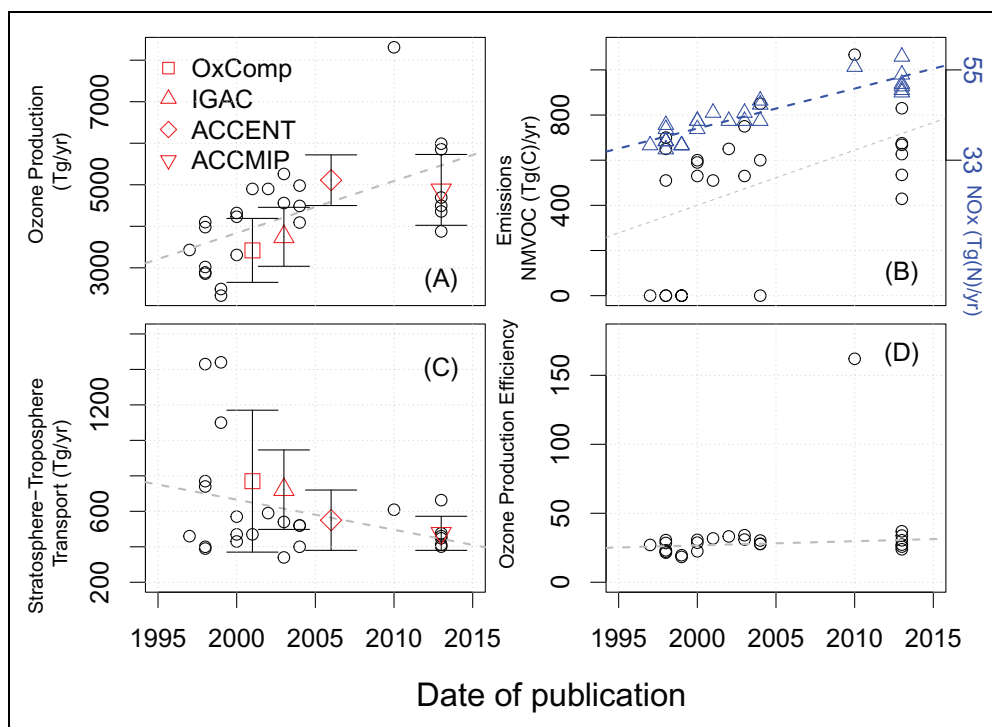 Ozone Production
(Tg/yr)
3000
5000
7000
OxComp
IGAC
ACCENT
ACCMIP
(A)
Emissions
NMVOC (Tg(C)/yr)
0
400
800
(B)
33
55
NOx (Tg(N)/yr)
Stratosphere−Troposphere
Transport (Tg/yr)
200
600
1200
(C)
1995
2000
2005
2010
2015
Ozone Production Efficiency
0
50
100
150
(D)
1995
2000
2005
2010
2015
Date of publication